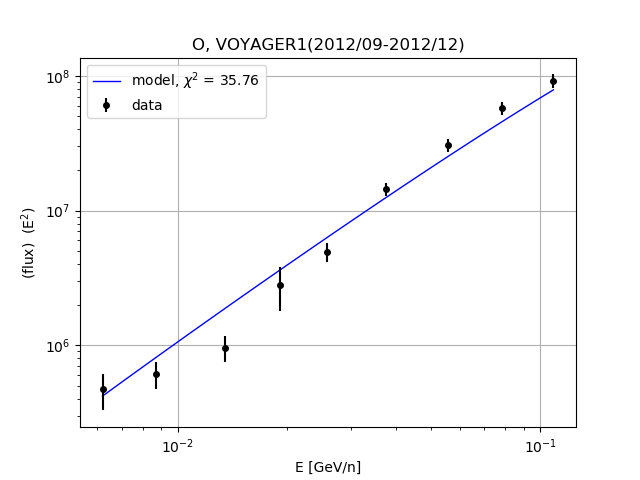 O, VOYAGER1(2012/09-2012/12)
model, χ² = 35.76
data
(flux) (E²)
10⁸
10⁷
10⁶
10⁻²
10⁻¹
E [GeV/n]